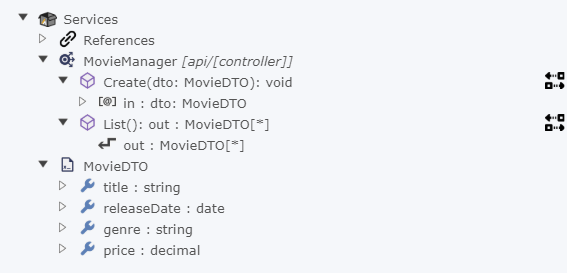 Services
References
MovieManager [api/[controller]]
Create(dto: MovieDTO): void
[@] in : dto: MovieDTO
List(): out : MovieDTO[*]
out : MovieDTO[*]
MovieDTO
title : string
releaseDate : date
genre : string
price : decimal